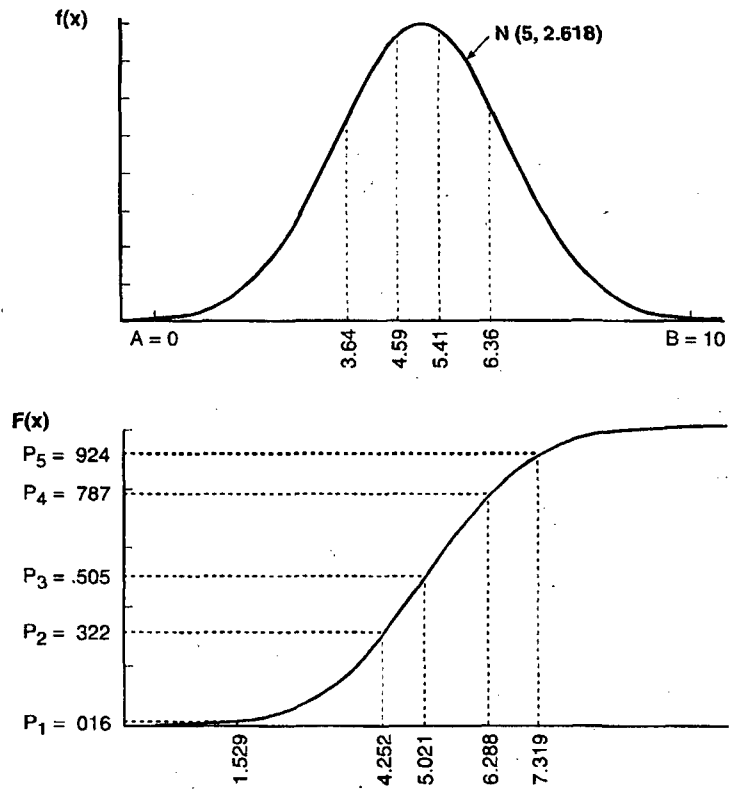 f(x)
N (5, 2.618)
A = 0
3.64
4.59
5.41
6.36
B = 10
F(x)
P5 = 924
P4 = 787
P3 = .505
P2 = 322
P1 = 016
1.529
4.252
5.021
6.288
7.319